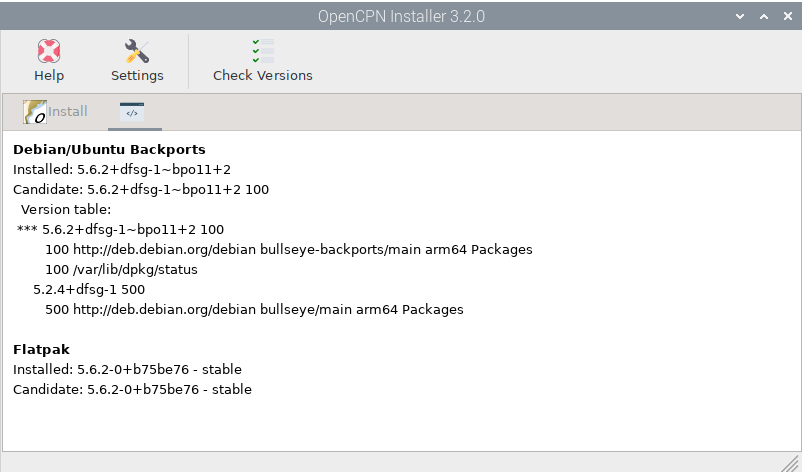 OpenCPN Installer 3.2.0
Help Settings Check Versions
Install </>
Debian/Ubuntu Backports
Installed: 5.6.2+dfsg-1~bpo11+2
Candidate: 5.6.2+dfsg-1~bpo11+2 100
Version table:
*** 5.6.2+dfsg-1~bpo11+2 100
100 http://deb.debian.org/debian bullseye-backports/main arm64 Packages
100 /var/lib/dpkg/status
5.2.4+dfsg-1 500
500 http://deb.debian.org/debian bullseye/main arm64 Packages
Flatpak
Installed: 5.6.2-0+b75be76 - stable
Candidate: 5.6.2-0+b75be76 - stable